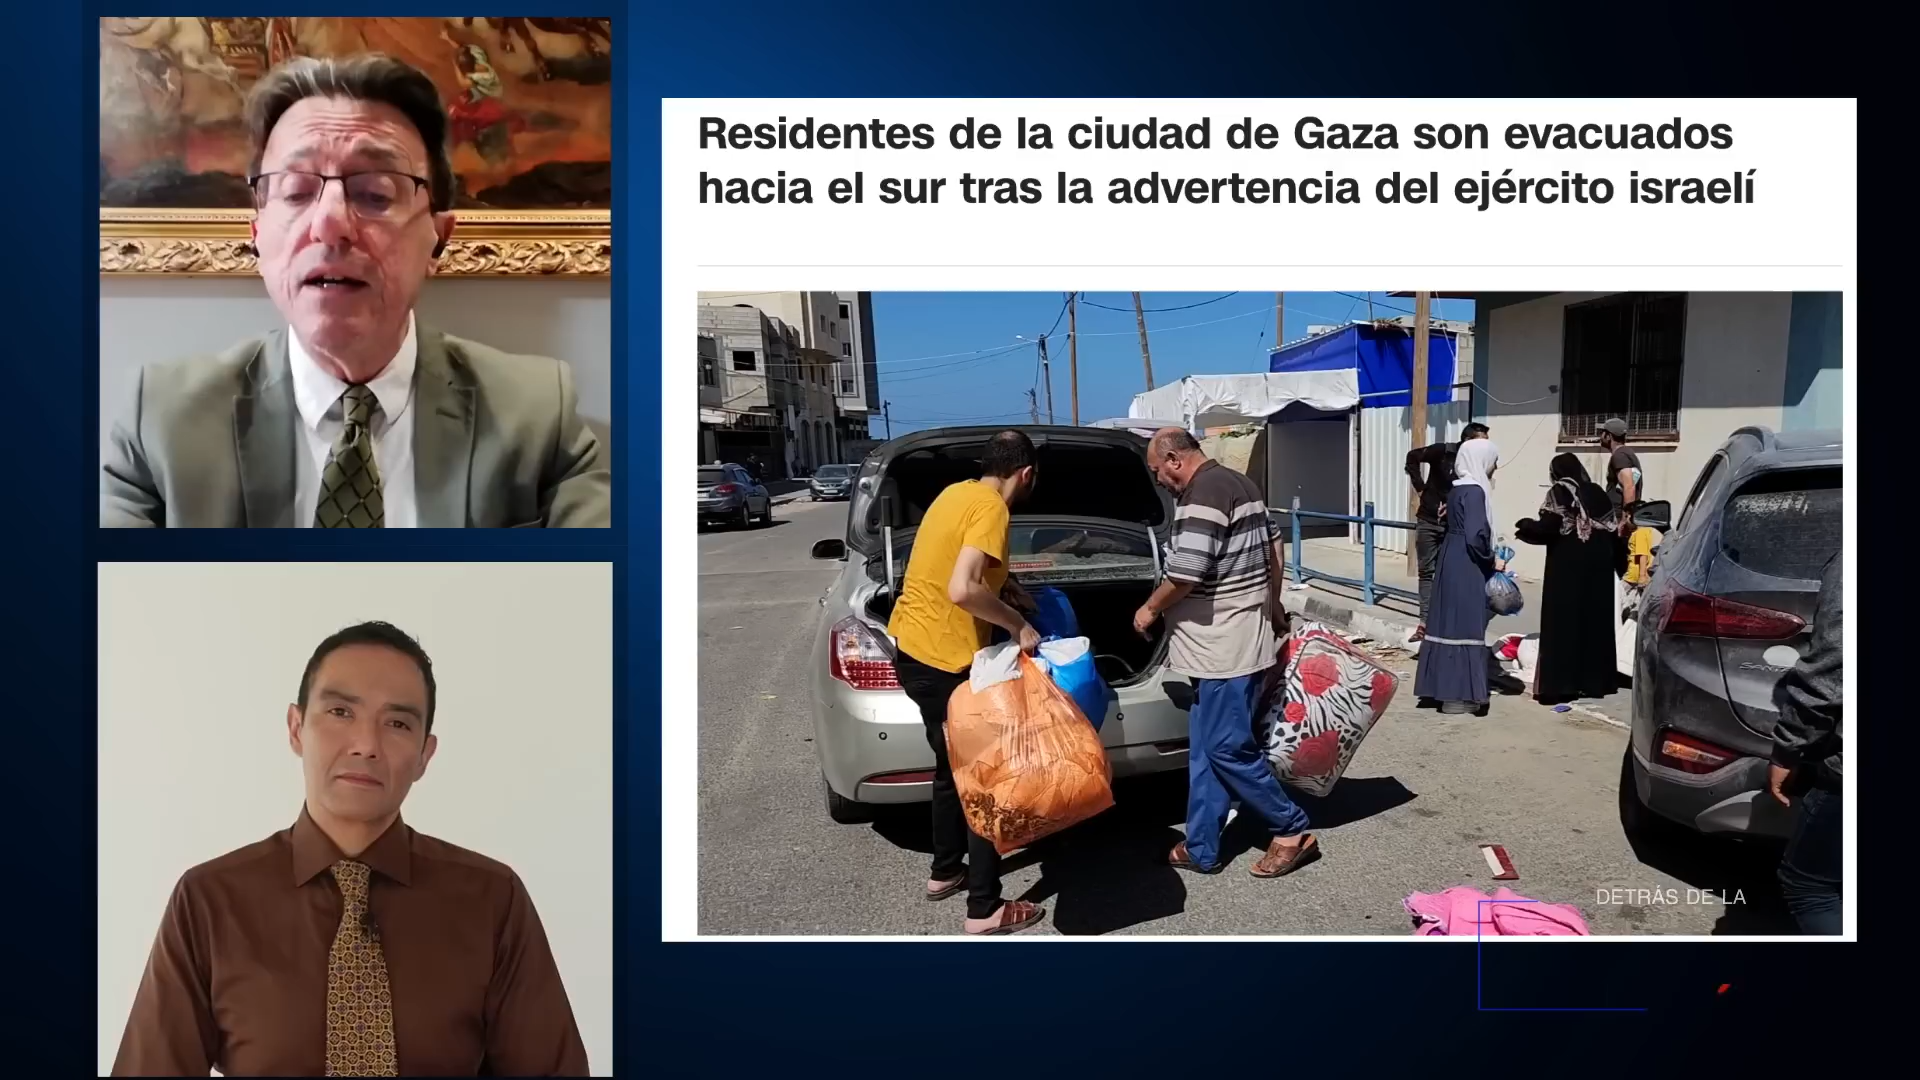 Residentes de la ciudad de Gaza son evacuados
hacia el sur tras la advertencia del ejército israelí
DETRÁS DE LA